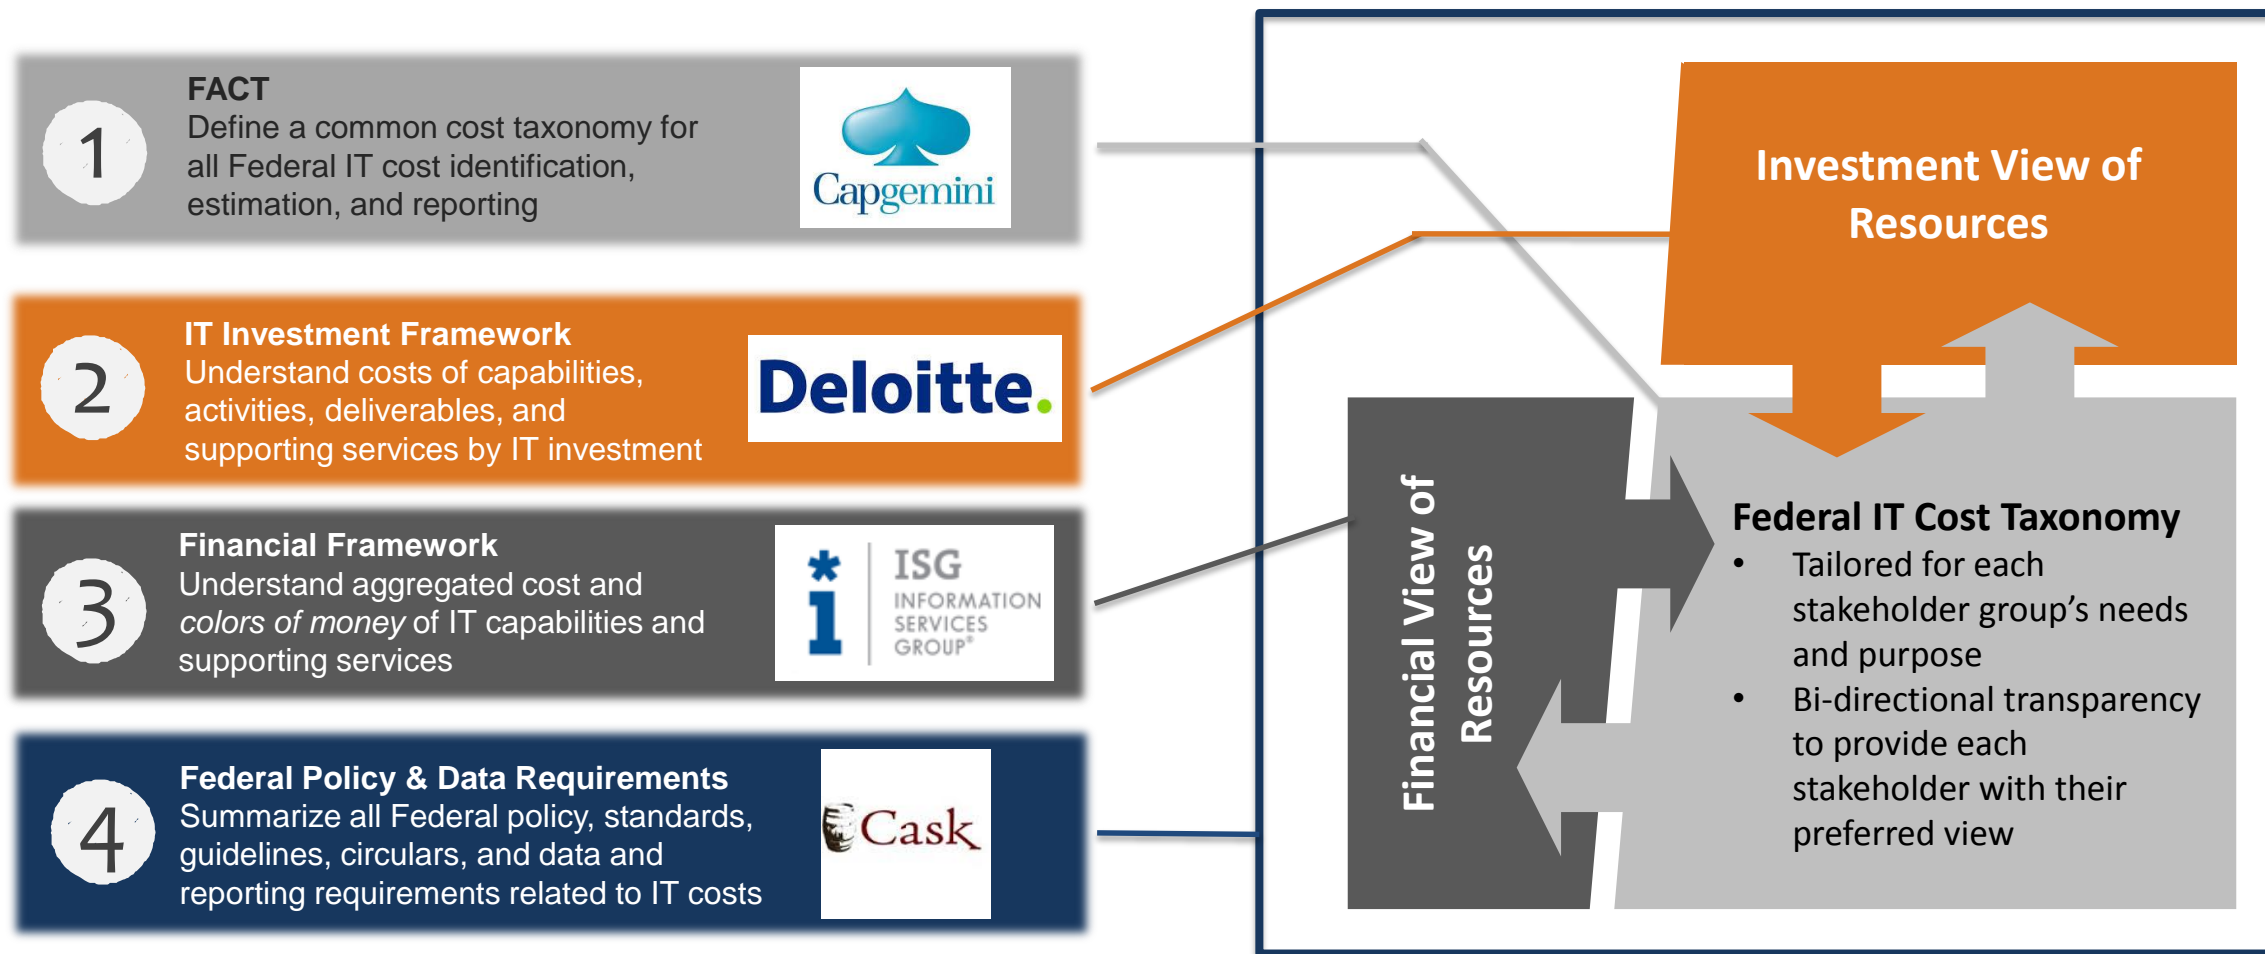 1
FACT
Define a common cost taxonomy for
all Federal IT cost identification,
estimation, and reporting
Capgemini
2
IT Investment Framework
Understand costs of capabilities,
activities, deliverables, and
supporting services by IT investment
Deloitte.
3
Financial Framework
Understand aggregated cost and
colors of money of IT capabilities and
supporting services
ISG
INFORMATION
SERVICES
GROUP®
4
Federal Policy & Data Requirements
Summarize all Federal policy, standards,
guidelines, circulars, and data and
reporting requirements related to IT costs
Cask
Investment View of
Resources
Financial View of
Resources
Federal IT Cost Taxonomy
• Tailored for each
stakeholder group’s needs
and purpose
• Bi-directional transparency
to provide each
stakeholder with their
preferred view